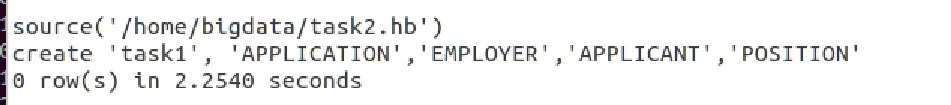 source('/home/bigdata/task2.hb')
create 'task1', 'APPLICATION','EMPLOYER','APPLICANT','POSITION'
0 row(s) in 2.2540 seconds